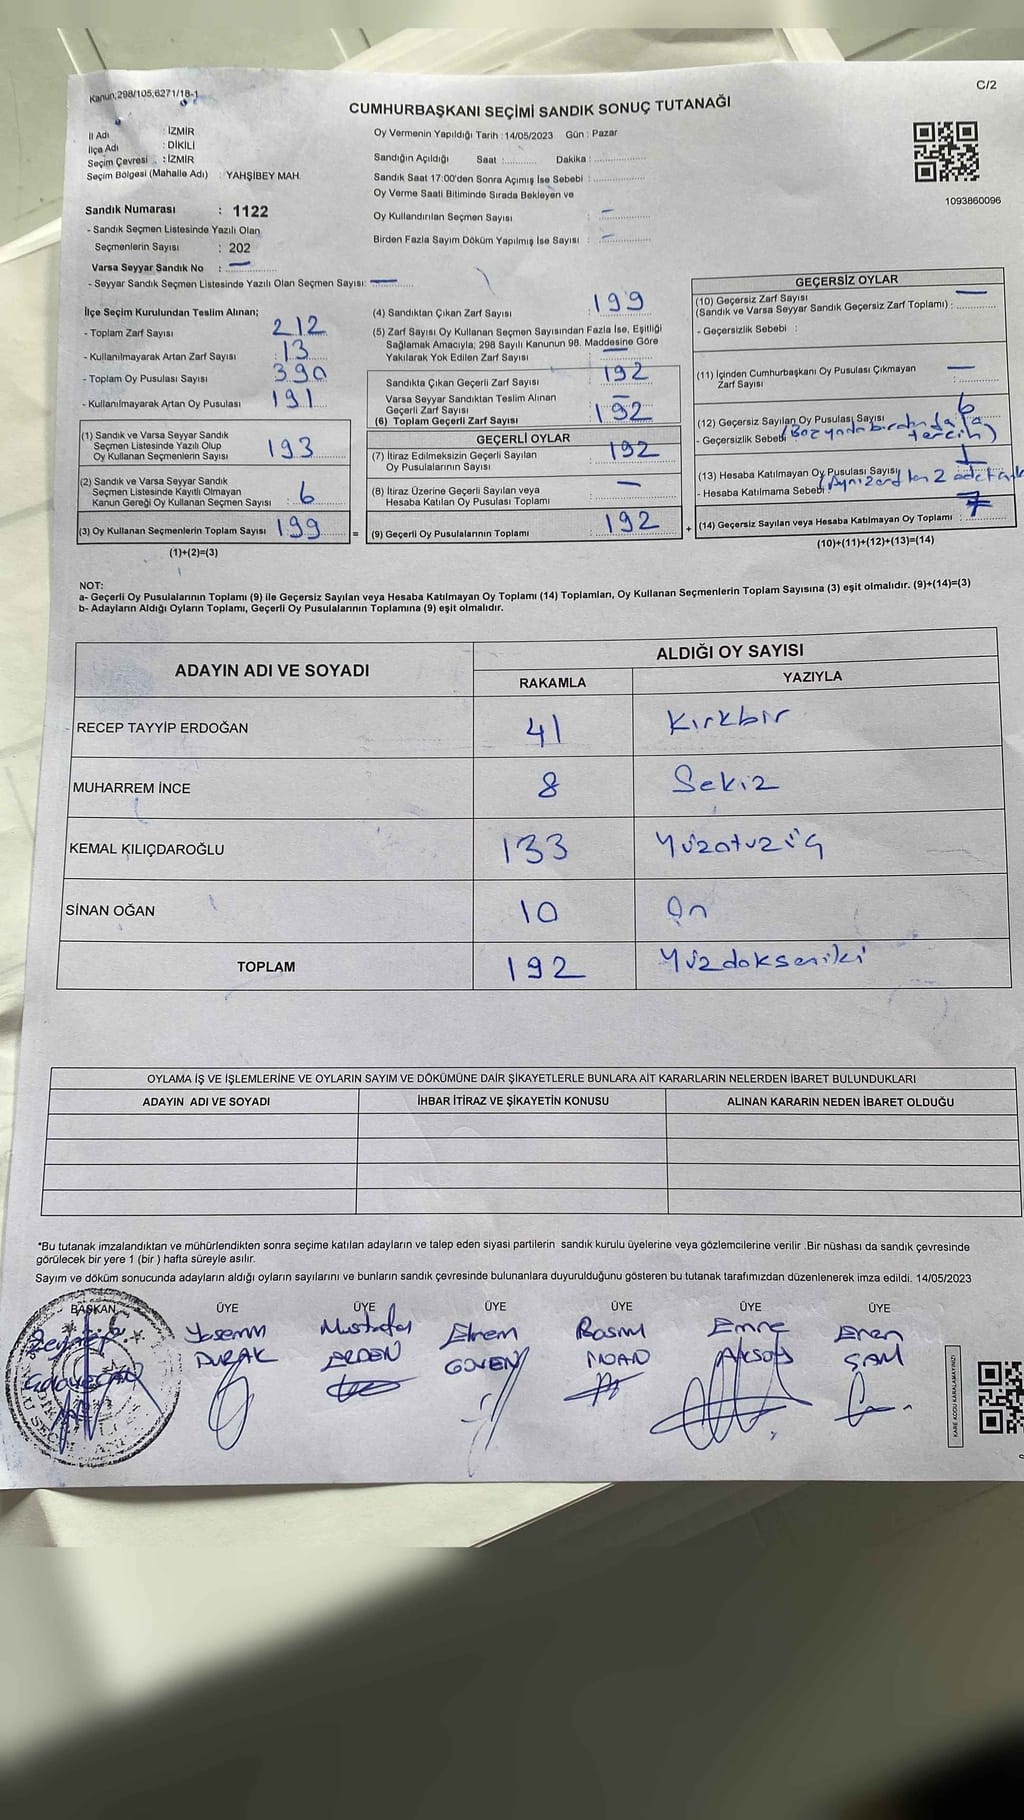 Kanun;298/105,6271/18-1
C/2
CUMHURBAŞKANI SEÇİMİ SANDIK SONUÇ TUTANAĞI
İl Adı : İZMİR
İlçe Adı : DİKİLİ
Seçim Çevresi : İZMİR
Seçim Bölgesi (Mahalle Adı) : YAHŞİBEY MAH.
Oy Vermenin Yapıldığı Tarih : 14/05/2023 Gün : Pazar
Sandığın Açıldığı Saat :.......... Dakika :..............
Sandık Saat 17:00'den Sonra Açımış İse Sebebi :..............
Oy Verme Saati Bitiminde Sırada Bekleyen ve
Oy Kullandırılan Seçmen Sayısı : —
Birden Fazla Sayım Döküm Yapılmış İse Sayısı : —
1093860096
Sandık Numarası : 1122
- Sandık Seçmen Listesinde Yazılı Olan
Seçmenlerin Sayısı : 202
Varsa Seyyar Sandık No : —
- Seyyar Sandık Seçmen Listesinde Yazılı Olan Seçmen Sayısı: —
İlçe Seçim Kurulundan Teslim Alınan;
- Toplam Zarf Sayısı : 212
- Kullanılmayarak Artan Zarf Sayısı : 13
- Toplam Oy Pusulası Sayısı : 390
- Kullanılmayarak Artan Oy Pusulası : 191
(1) Sandık ve Varsa Seyyar Sandık
Seçmen Listesinde Yazılı Olup
Oy Kullanan Seçmenlerin Sayısı : 193
(2) Sandık ve Varsa Seyyar Sandık
Seçmen Listesinde Kayıtlı Olmayan
Kanun Gereği Oy Kullanan Seçmen Sayısı : 6
(3) Oy Kullanan Seçmenlerin Toplam Sayısı : 199
(1)+(2)=(3)
(4) Sandıktan Çıkan Zarf Sayısı : 199
(5) Zarf Sayısı Oy Kullanan Seçmen Sayısından Fazla İse, Eşitliği
Sağlamak Amacıyla; 298 Sayılı Kanunun 98. Maddesine Göre
Yakılarak Yok Edilen Zarf Sayısı : —
Sandıkta Çıkan Geçerli Zarf Sayısı : 192
Varsa Seyyar Sandıktan Teslim Alınan
Geçerli Zarf Sayısı : —
(6) Toplam Geçerli Zarf Sayısı : 192
GEÇERLİ OYLAR
(7) İtiraz Edilmeksizin Geçerli Sayılan
Oy Pusulalarının Sayısı : 192
(8) İtiraz Üzerine Geçerli Sayılan veya
Hesaba Katılan Oy Pusulası Toplamı : —
= (9) Geçerli Oy Pusulalarının Toplamı : 192 +
GEÇERSİZ OYLAR
(10) Geçersiz Zarf Sayısı —
(Sandık ve Varsa Seyyar Sandık Geçersiz Zarf Toplamı) :
- Geçersizlik Sebebi :
(11) İçinden Cumhurbaşkanı Oy Pusulası Çıkmayan
Zarf Sayısı : —
(12) Geçersiz Sayılan Oy Pusulası Sayısı : 6
- Geçersizlik Sebebi
tercih)
(13) Hesaba Katılmayan Oy Pusulası Sayısı : 1
- Hesaba Katılmama Sebebi : 2
(14) Geçersiz Sayılan veya Hesaba Katılmayan Oy Toplamı : 7
(10)+(11)+(12)+(13)=(14)
NOT:
a- Geçerli Oy Pusulalarının Toplamı (9) ile Geçersiz Sayılan veya Hesaba Katılmayan Oy Toplamı (14) Toplamları, Oy Kullanan Seçmenlerin Toplam Sayısına (3) eşit olmalıdır. (9)+(14)=(3)
b- Adayların Aldığı Oyların Toplamı, Geçerli Oy Pusulalarının Toplamına (9) eşit olmalıdır.
ADAYIN ADI VE SOYADI ALDIĞI OY SAYISI
RAKAMLA YAZIYLA
RECEP TAYYİP ERDOĞAN 41 Kırkbir
MUHARREM İNCE 8 Sekiz
KEMAL KILIÇDAROĞLU 133 Yüzotuzüç
SİNAN OĞAN 10 On
TOPLAM 192 Yüzdokseniki
OYLAMA İŞ VE İŞLEMLERİNE VE OYLARIN SAYIM VE DÖKÜMÜNE DAİR ŞİKAYETLERLE BUNLARA AİT KARARLARIN NELERDEN İBARET BULUNDUKLARI
ADAYIN ADI VE SOYADI İHBAR İTİRAZ VE ŞİKAYETİN KONUSU ALINAN KARARIN NEDEN İBARET OLDUĞU
*Bu tutanak imzalandıktan ve mühürlendikten sonra seçime katılan adayların ve talep eden siyasi partilerin sandık kurulu üyelerine veya gözlemcilerine verilir .Bir nüshası da sandık çevresinde
görülecek bir yere 1 (bir ) hafta süreyle asılır.
Sayım ve döküm sonucunda adayların aldığı oyların sayılarını ve bunların sandık çevresinde bulunanlara duyurulduğunu gösteren bu tutanak tarafımızdan düzenlenerek imza edildi. 14/05/2023
BAŞKAN ÜYE ÜYE ÜYE ÜYE ÜYE ÜYE
Zeynep Yasemin Mustafa Ekrem Rasim Emre Eren
DURAK ERDEN GÜVEN Aksoy ŞAM
KARE KODU KARALAMAYINIZ!